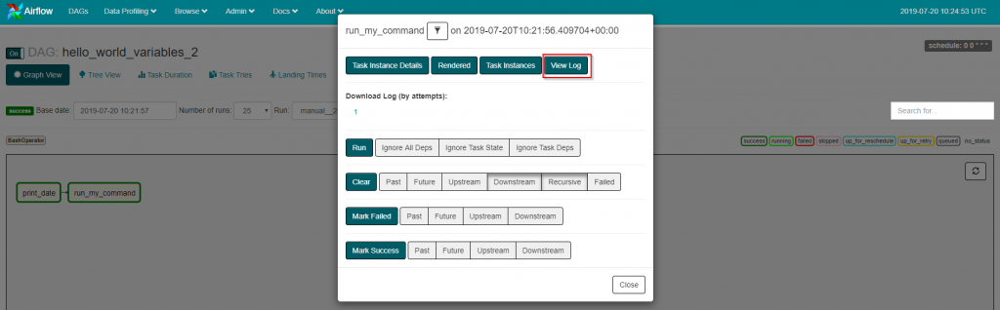 Airflow DAGs Data Profiling Browse Admin Docs About 2019-07-20 10:24:53 UTC
run_my_command on 2019-07-20T10:21:56.409704+00:00
On DAG: hello_world_variables_2 schedule: 0 0 * * *
Task Instance Details Rendered Task Instances View Log
Graph View Tree View Task Duration Task Tries Landing Times
Download Log (by attempts):
1
success Base date: 2019-07-20 10:21:57 Number of runs: 25 Run: manual__2 Search for...
BashOperator success running failed skipped up_for_reschedule up_for_retry queued no_status
Run Ignore All Deps Ignore Task State Ignore Task Deps
Clear Past Future Upstream Downstream Recursive Failed
print_date run_my_command
Mark Failed Past Future Upstream Downstream
Mark Success Past Future Upstream Downstream
Close